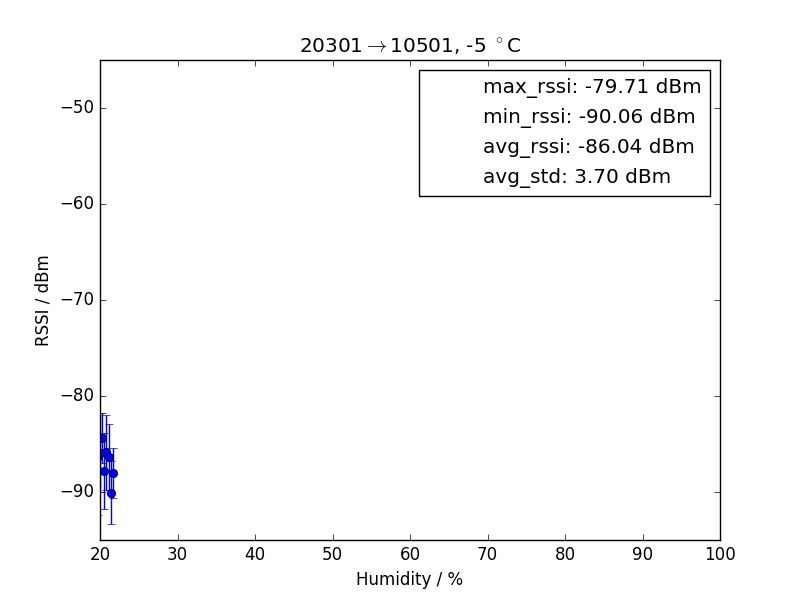 20301→10501, -5 °C
max_rssi: -79.71 dBm
min_rssi: -90.06 dBm
avg_rssi: -86.04 dBm
avg_std: 3.70 dBm
RSSI / dBm
−50
−60
−70
−80
−90
20 30 40 50 60 70 80 90 100
Humidity / %